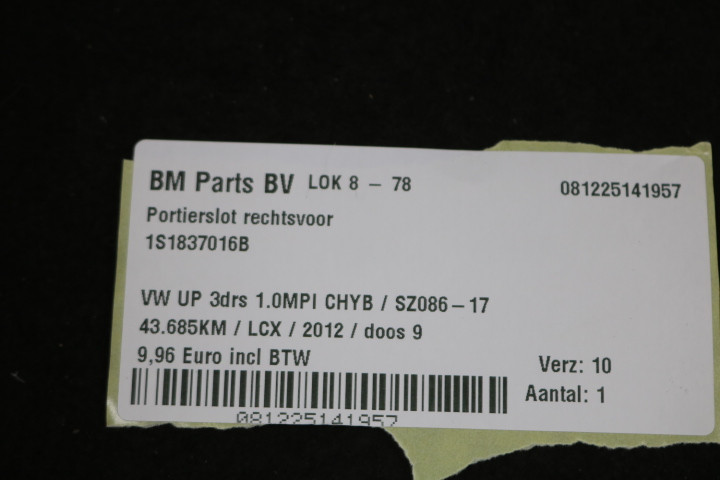 BM Parts BV LOK 8 – 78 081225141957
Portierslot rechtsvoor
1S1837016B
VW UP 3drs 1.0MPI CHYB / SZ086-17
43.685KM / LCX / 2012 / doos 9
9,96 Euro incl BTW
Verz: 10
Aantal: 1
081225141957